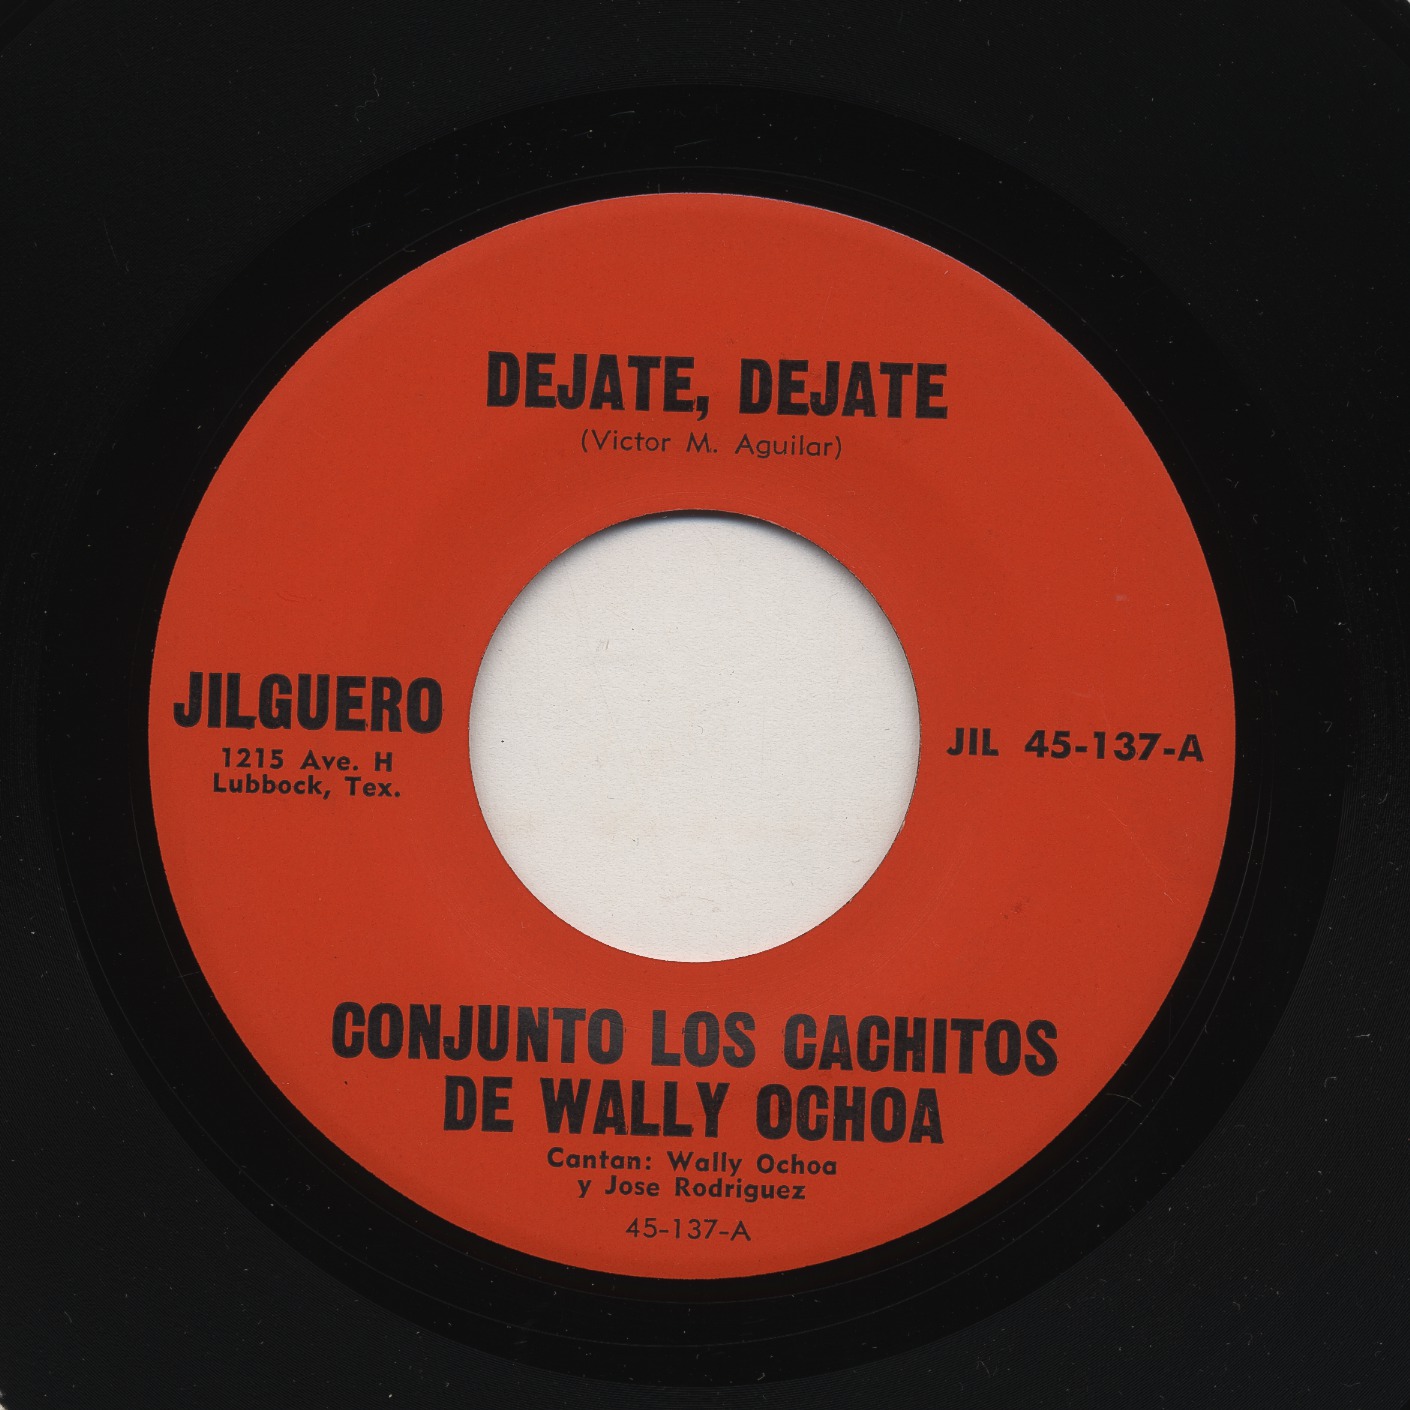 DEJATE, DEJATE
(Victor M. Aguilar)
JILGUERO
1215 Ave. H
Lubbock, Tex.
JIL 45-137-A
CONJUNTO LOS CACHITOS
DE WALLY OCHOA
Cantan: Wally Ochoa
y Jose Rodriguez
45-137-A